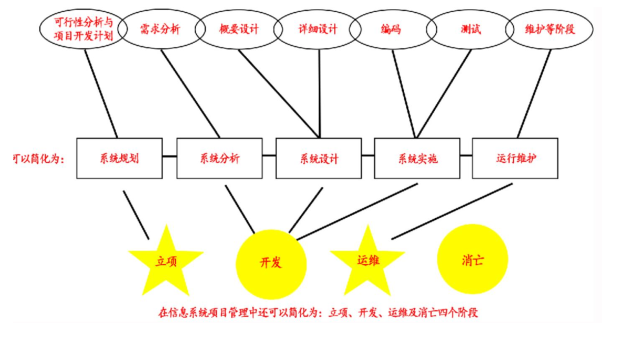 可行性分析与
项目开发计划
需求分析
概要设计
详细设计
编码
测试
维护等阶段
可以简化为：
系统规划
系统分析
系统设计
系统实施
运行维护
立项
开发
运维
消亡
在信息系统项目管理中还可以简化为：立项、开发、运维及消亡四个阶段